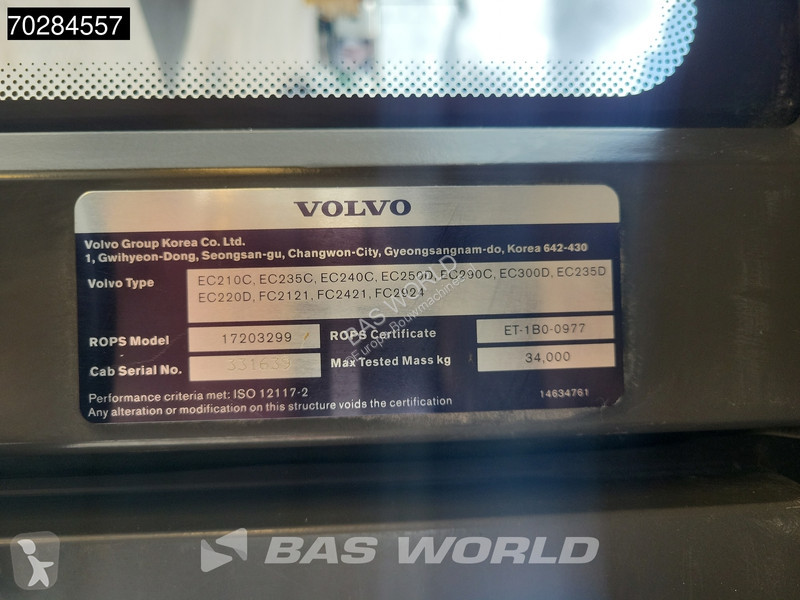 70284557
VOLVO
Volvo Group Korea Co. Ltd.
1, Gwihyeon-Dong, Seongsan-gu, Changwon-City, Gyeongsangnam-do, Korea 642-430
Volvo Type
EC210C, EC235C, EC240C, EC250D, EC290C, EC300D, EC235D
EC220D, FC2121, FC2421, FC2924
ROPS Model 17203299 ROPS Certificate ET-1B0-0977
Cab Serial No. Max Tested Mass kg 34,000
Performance criteria met: ISO 12117-2 14634761
Any alteration or modification on this structure voids the certification
BAS WORLD
BAS WORLD